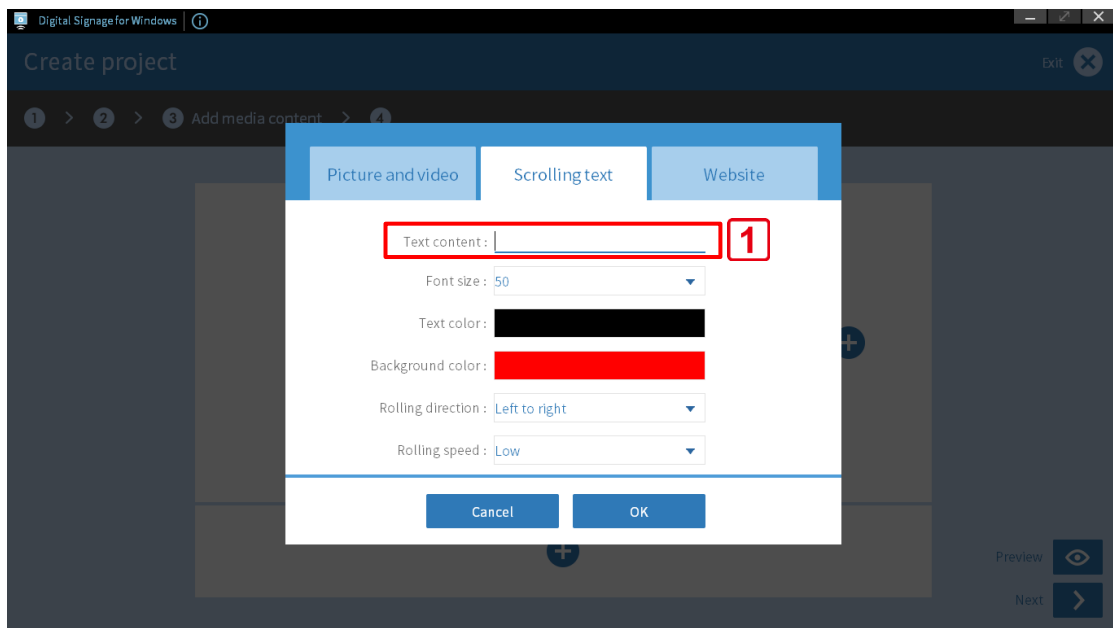 Digital Signage for Windows
Create project
Exit
1 > 2 > 3 Add media content > 4
Picture and video
Scrolling text
Website
Text content :
1
Font size : 50
Text color :
Background color :
Rolling direction : Left to right
Rolling speed : Low
Cancel
OK
Preview
Next